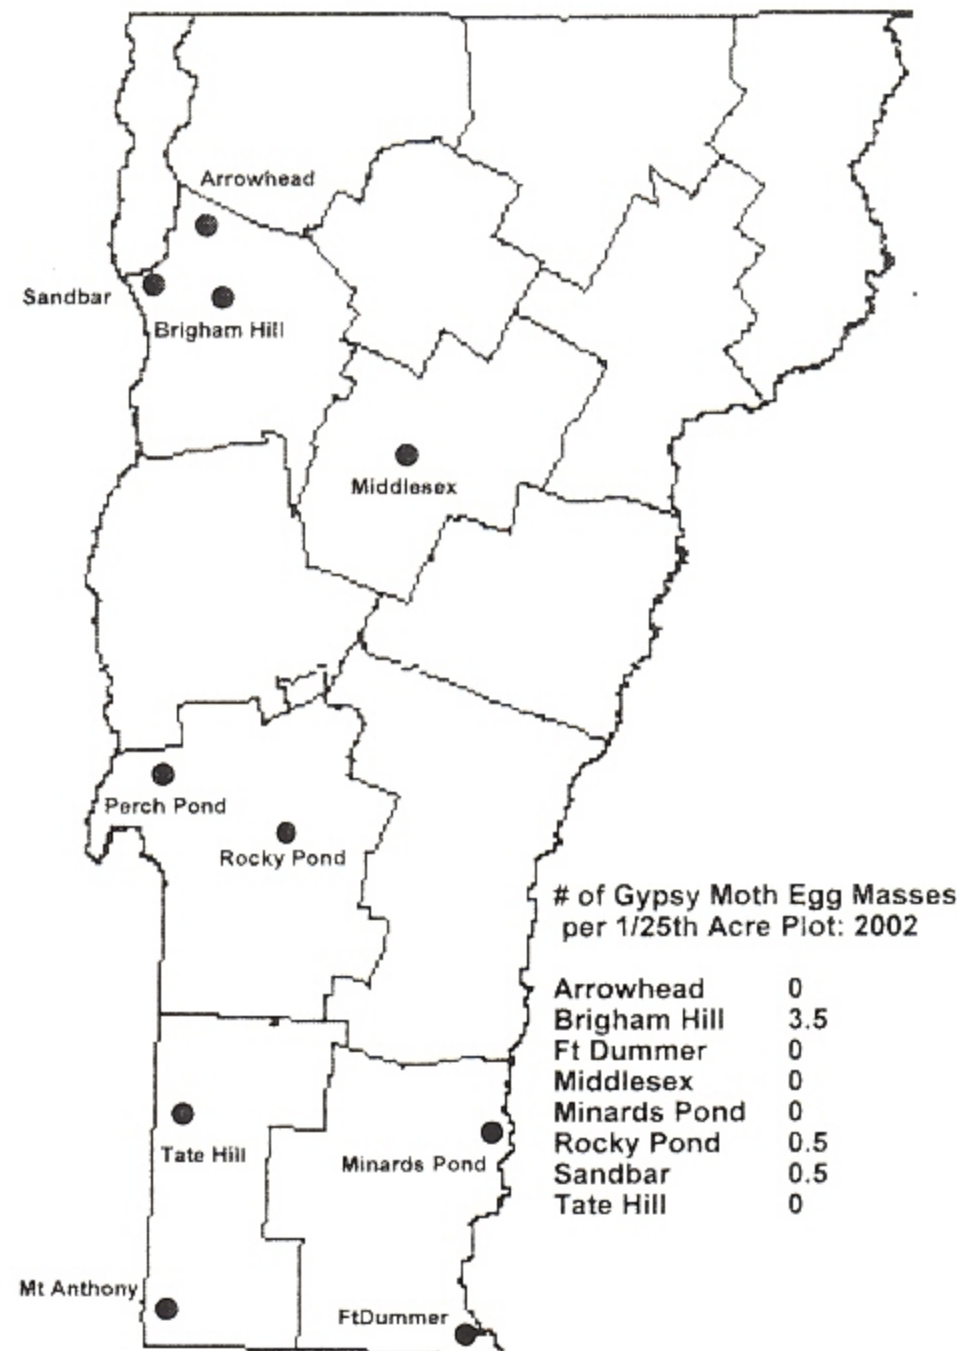 Arrowhead
Sandbar
Brigham Hill
Middlesex
Perch Pond
Rocky Pond
# of Gypsy Moth Egg Masses
per 1/25th Acre Plot: 2002
Arrowhead 0
Brigham Hill 3.5
Ft Dummer 0
Middlesex 0
Minards Pond 0
Rocky Pond 0.5
Sandbar 0.5
Tate Hill 0
Tate Hill
Minards Pond
Mt Anthony
FtDummer